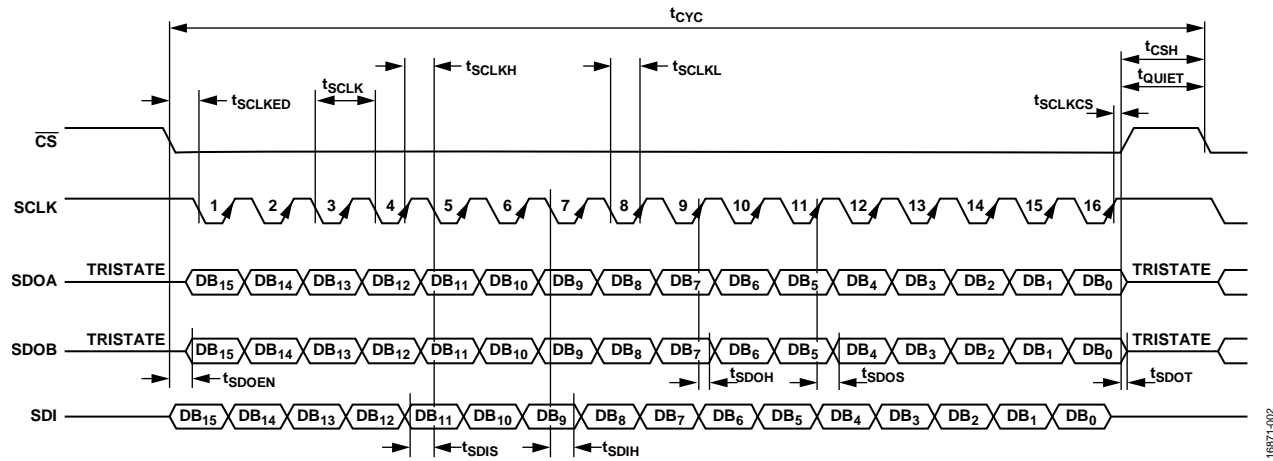 tCYC
tCSH
tSCLKH tSCLKL
tSCLK tQUIET
tSCLKED tSCLKCS
CS
SCLK 1 2 3 4 5 6 7 8 9 10 11 12 13 14 15 16
TRISTATE TRISTATE
SDOA DB15 DB14 DB13 DB12 DB11 DB10 DB9 DB8 DB7 DB6 DB5 DB4 DB3 DB2 DB1 DB0
TRISTATE TRISTATE
SDOB DB15 DB14 DB13 DB12 DB11 DB10 DB9 DB8 DB7 DB6 DB5 DB4 DB3 DB2 DB1 DB0
tSDOEN tSDOH tSDOS tSDOT
SDI DB15 DB14 DB13 DB12 DB11 DB10 DB9 DB8 DB7 DB6 DB5 DB4 DB3 DB2 DB1 DB0
tSDIS tSDIH
16871-002